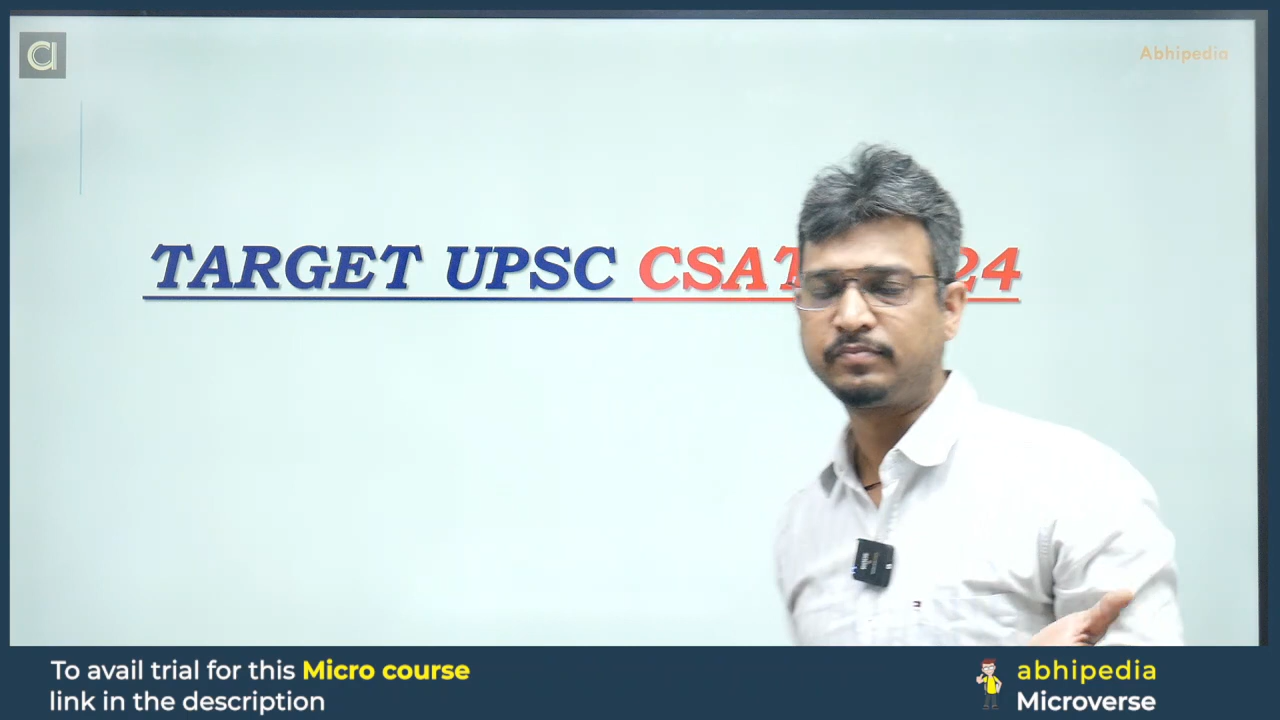 Abhipedia
TARGET UPSC CSAT 24
To avail trial for this Micro course
link in the description
abhipedia
Microverse